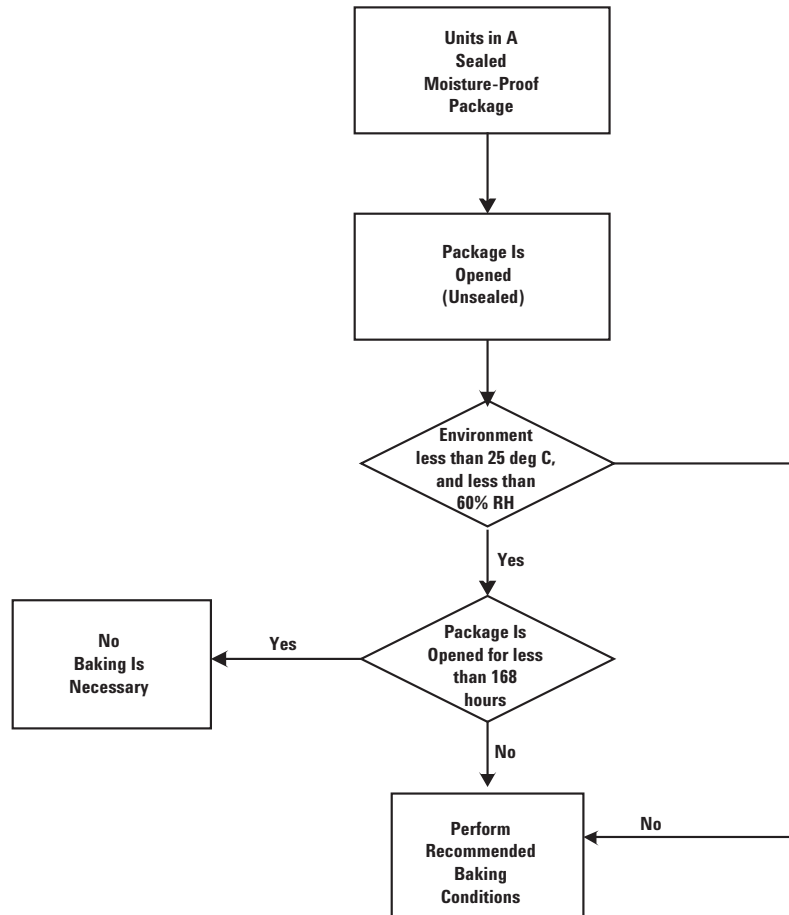 Units in A
Sealed
Moisture-Proof
Package
Package Is
Opened
(Unsealed)
Environment
less than 25 deg C,
and less than
60% RH
Yes
Package Is
Opened for less
than 168
hours
Yes
No
Baking Is
Necessary
No
Perform
Recommended
Baking
Conditions
No